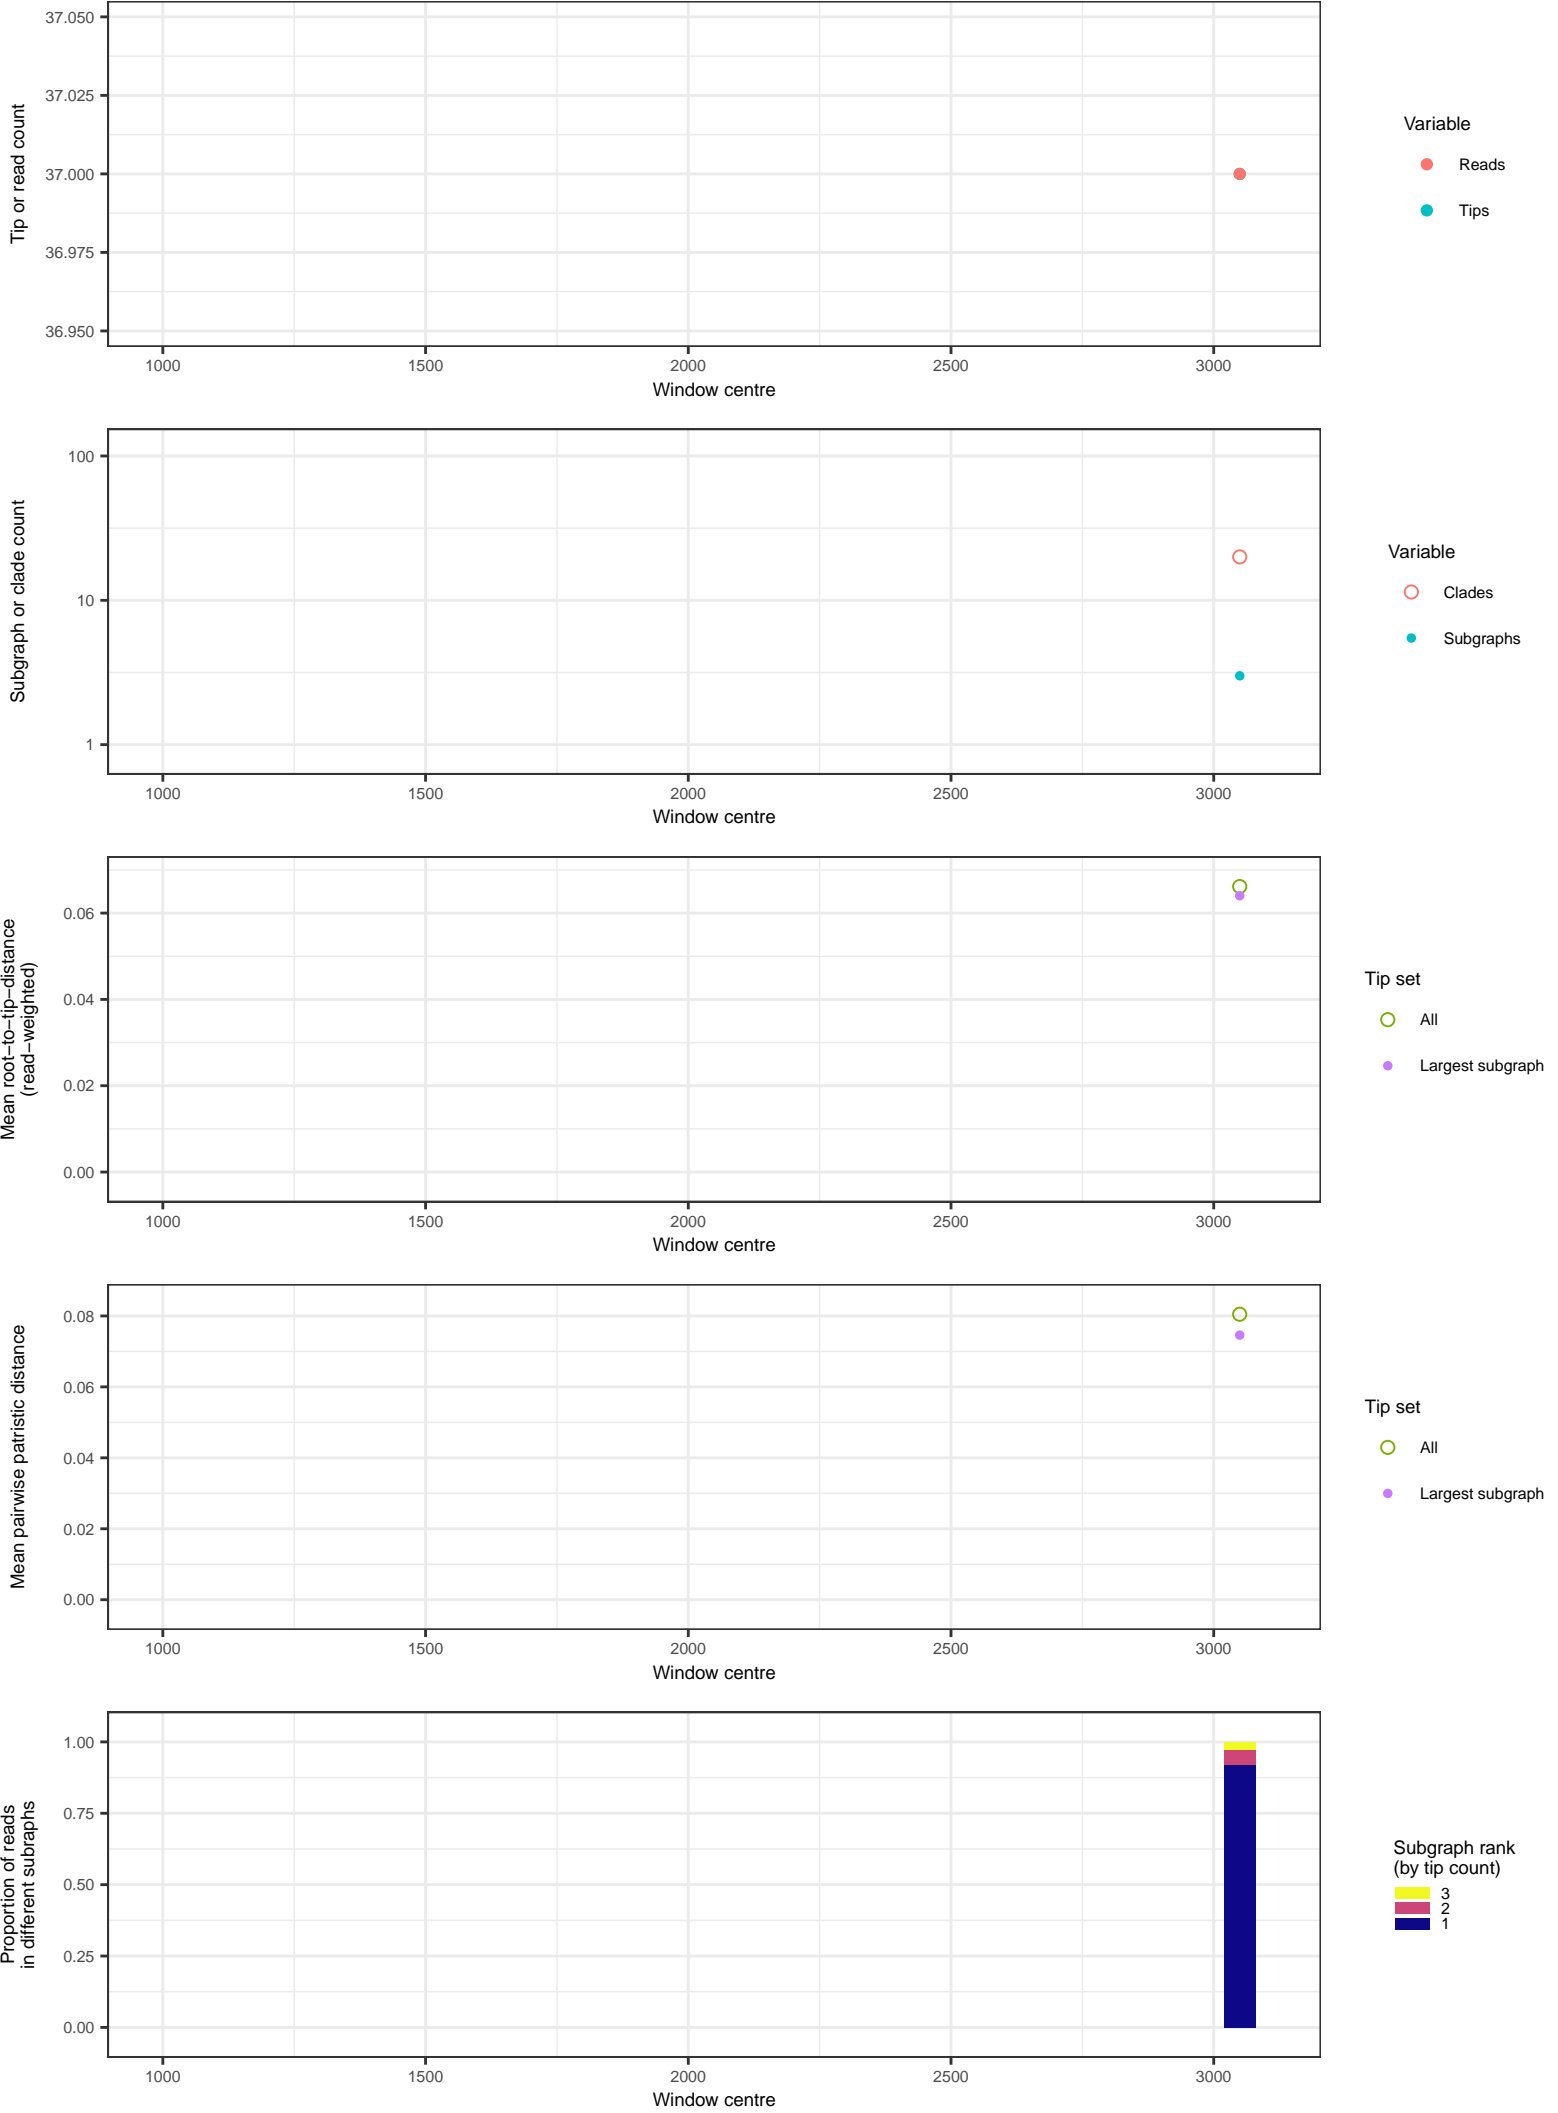 37.050
37.025
37.000
36.975
36.950
Tip or read count
1000 1500 2000 2500 3000
Window centre
Variable
Reads
Tips
100
10
1
Subgraph or clade count
1000 1500 2000 2500 3000
Window centre
Variable
Clades
Subgraphs
0.06
0.04
0.02
0.00
Mean root−to−tip−distance
(read−weighted)
1000 1500 2000 2500 3000
Window centre
Tip set
All
Largest subgraph
0.08
0.06
0.04
0.02
0.00
Mean pairwise patristic distance
1000 1500 2000 2500 3000
Window centre
Tip set
All
Largest subgraph
1.00
0.75
0.50
0.25
0.00
Proportion of reads
in different subraphs
1000 1500 2000 2500 3000
Window centre
Subgraph rank
(by tip count)
3
2
1